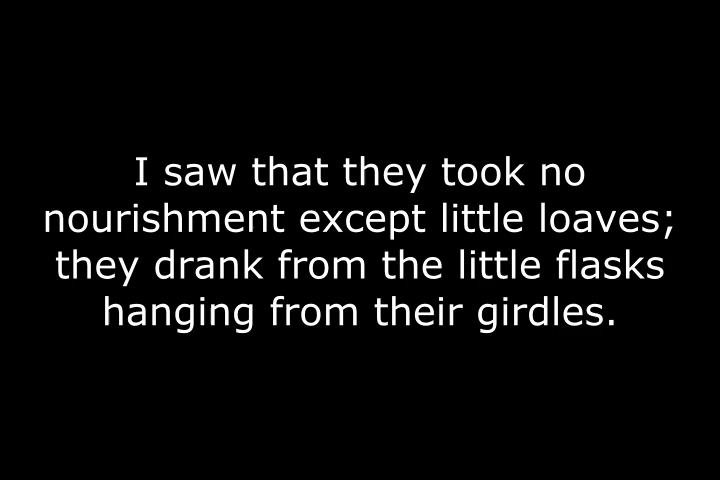 I saw that they took no
nourishment except little loaves;
they drank from the little flasks
hanging from their girdles.